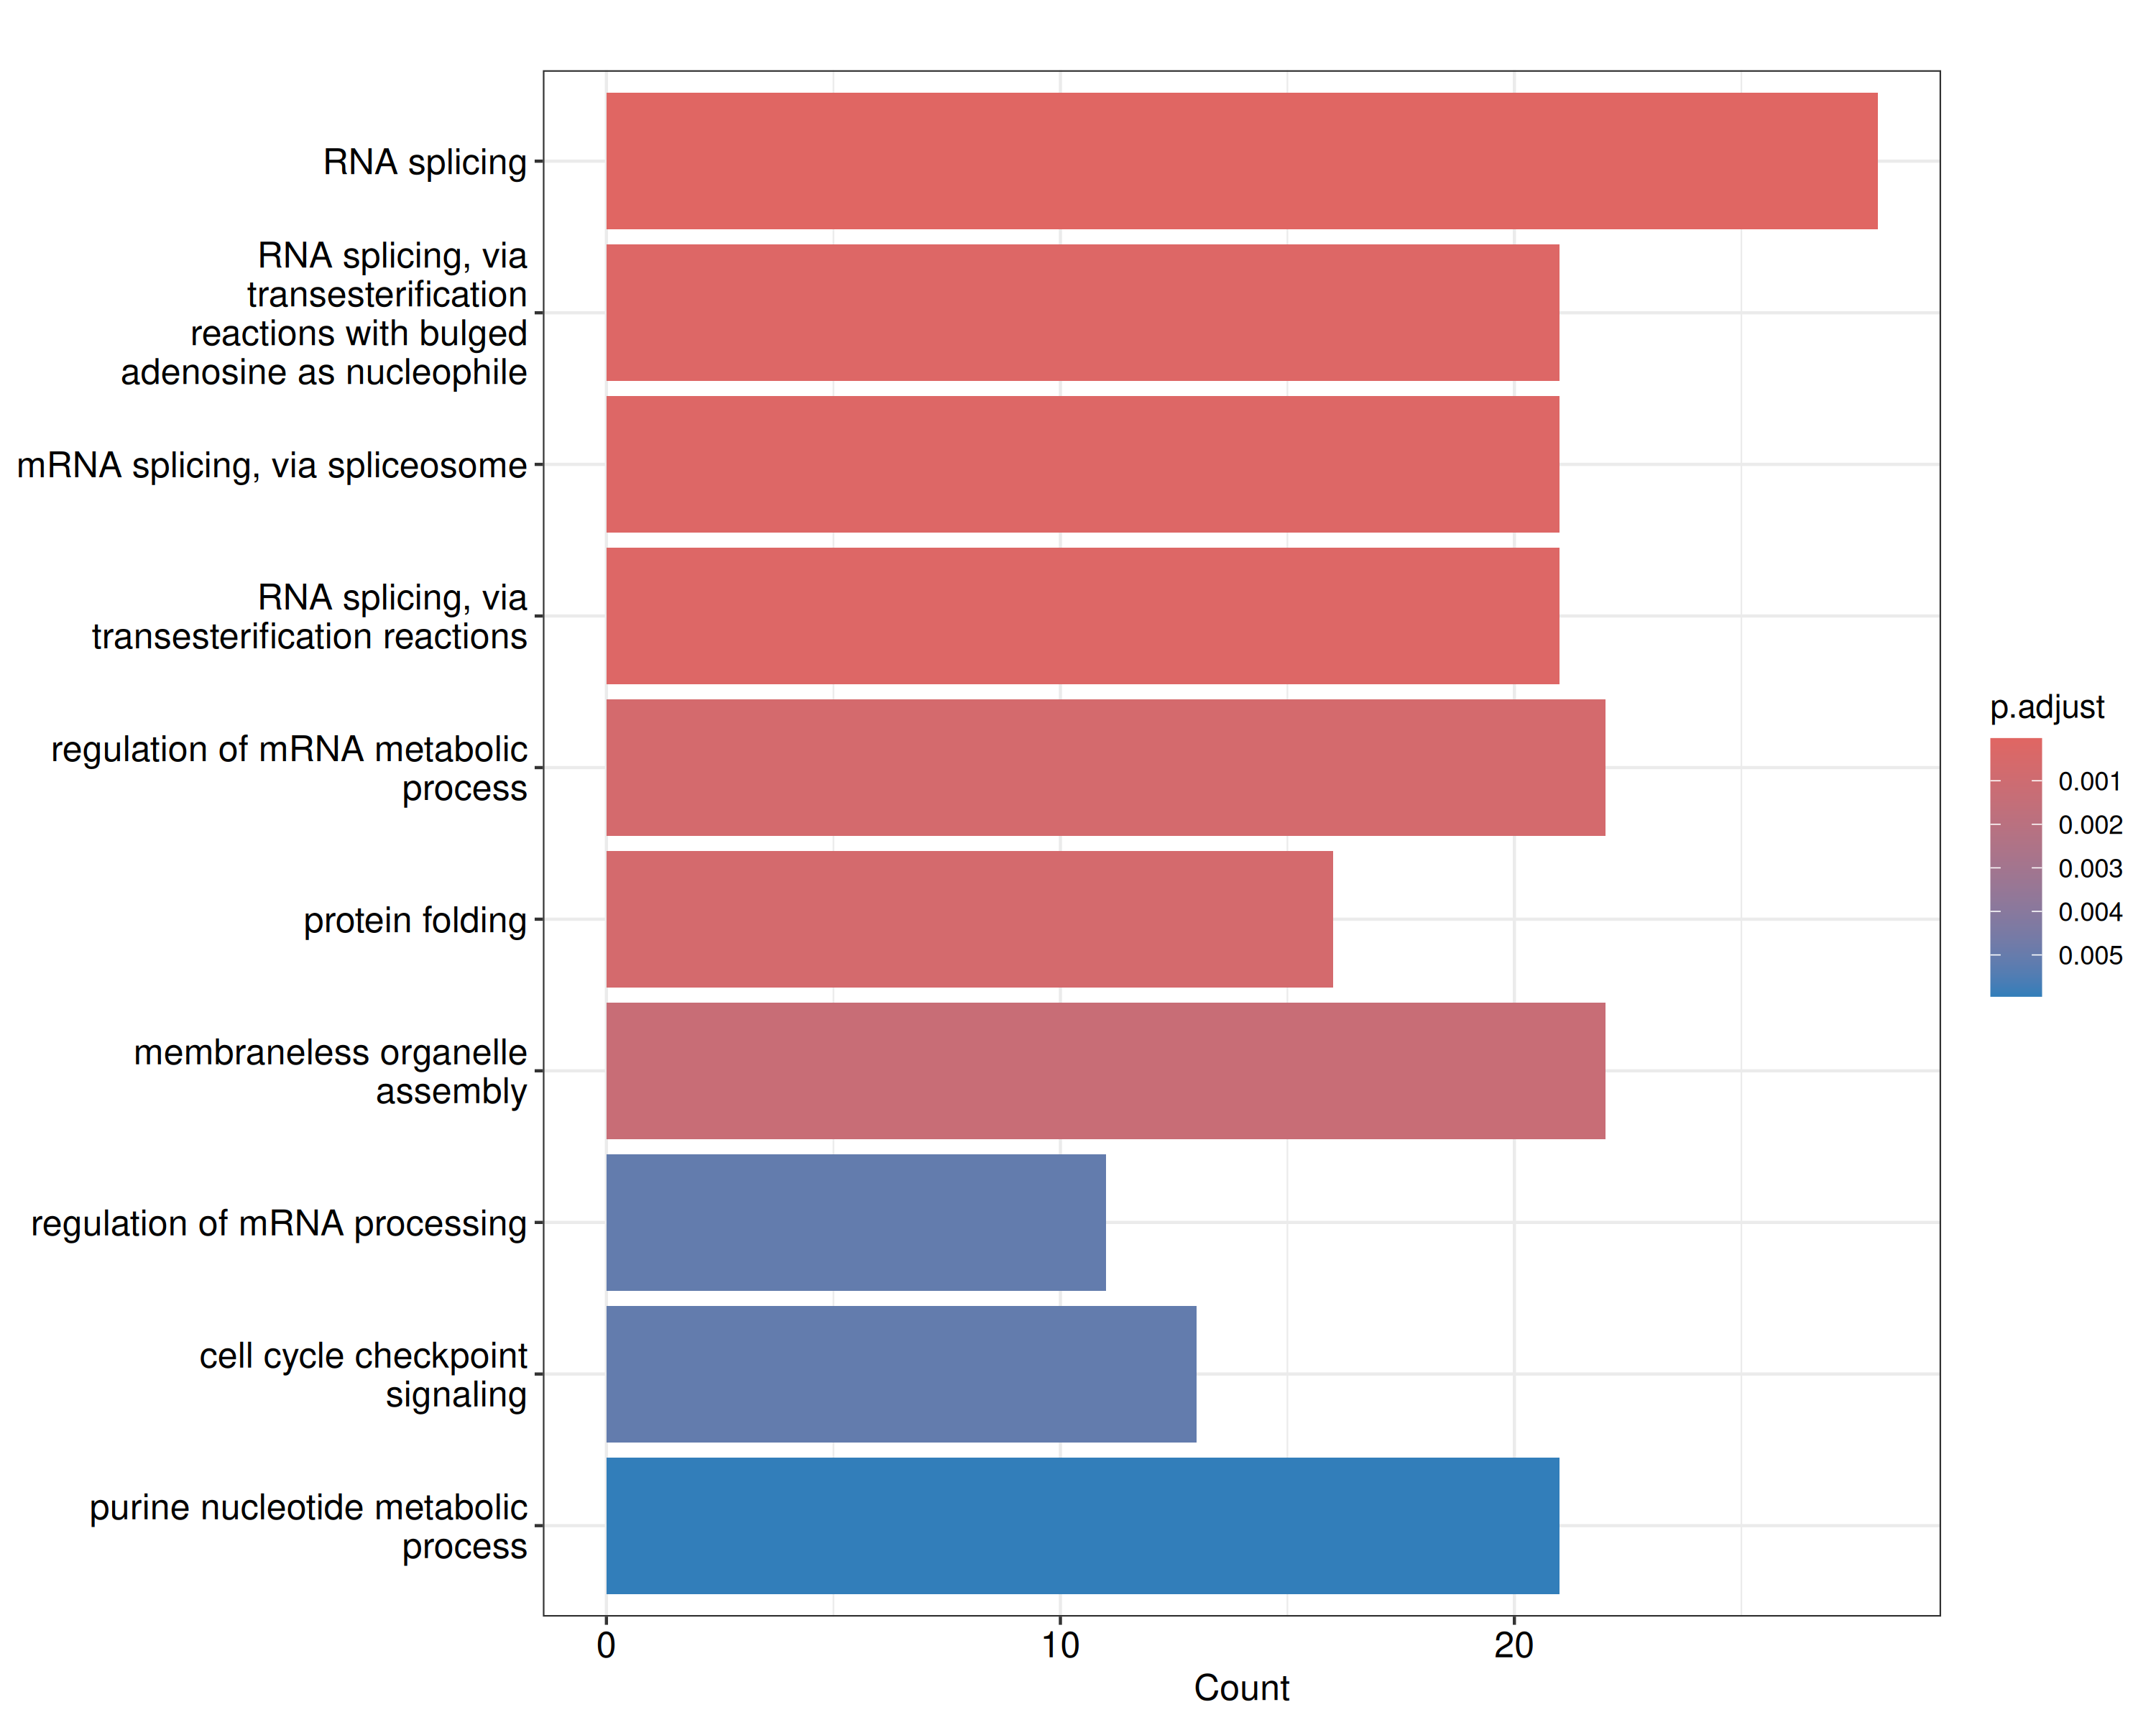 RNA splicing
RNA splicing, via
transesterification
reactions with bulged
adenosine as nucleophile
mRNA splicing, via spliceosome
RNA splicing, via
transesterification reactions
regulation of mRNA metabolic
process
protein folding
membraneless organelle
assembly
regulation of mRNA processing
cell cycle checkpoint
signaling
purine nucleotide metabolic
process
0
10
20
Count
p.adjust
0.001
0.002
0.003
0.004
0.005